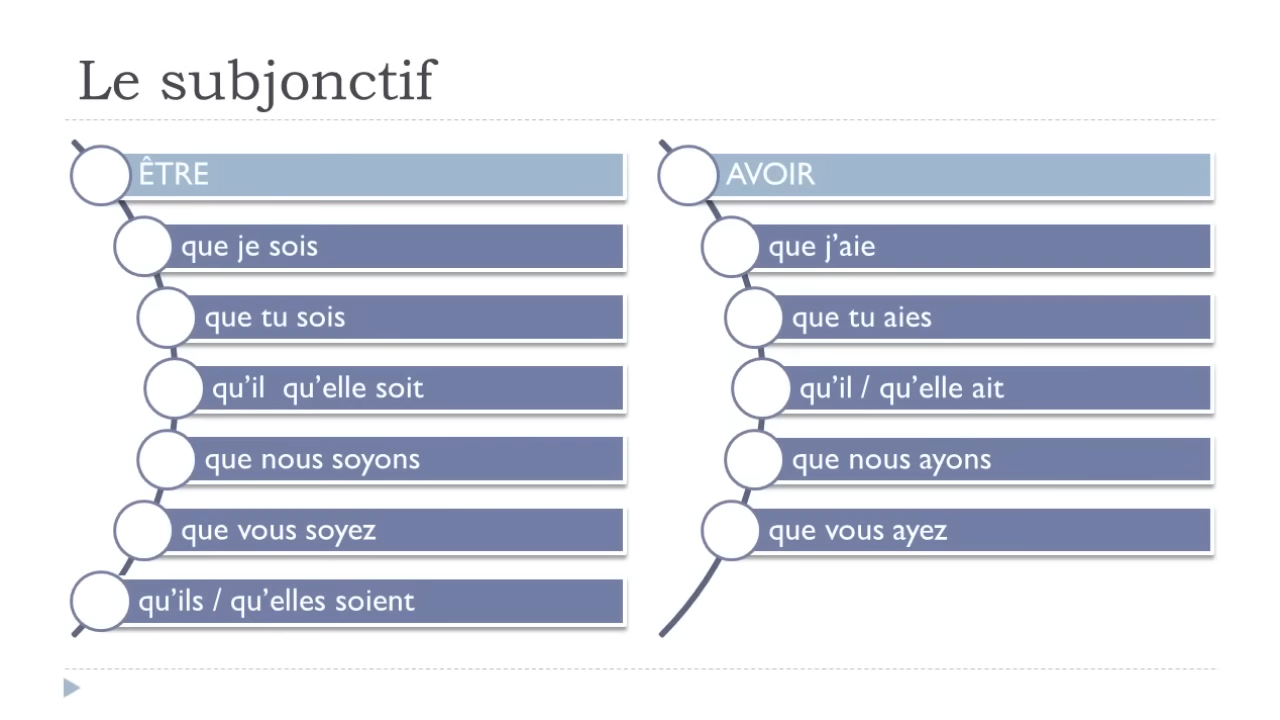 Le subjonctif
ÊTRE
que je sois
que tu sois
qu’il  qu’elle soit
que nous soyons
que vous soyez
qu’ils / qu’elles soient
AVOIR
que j’aie
que tu aies
qu’il / qu’elle ait
que nous ayons
que vous ayez